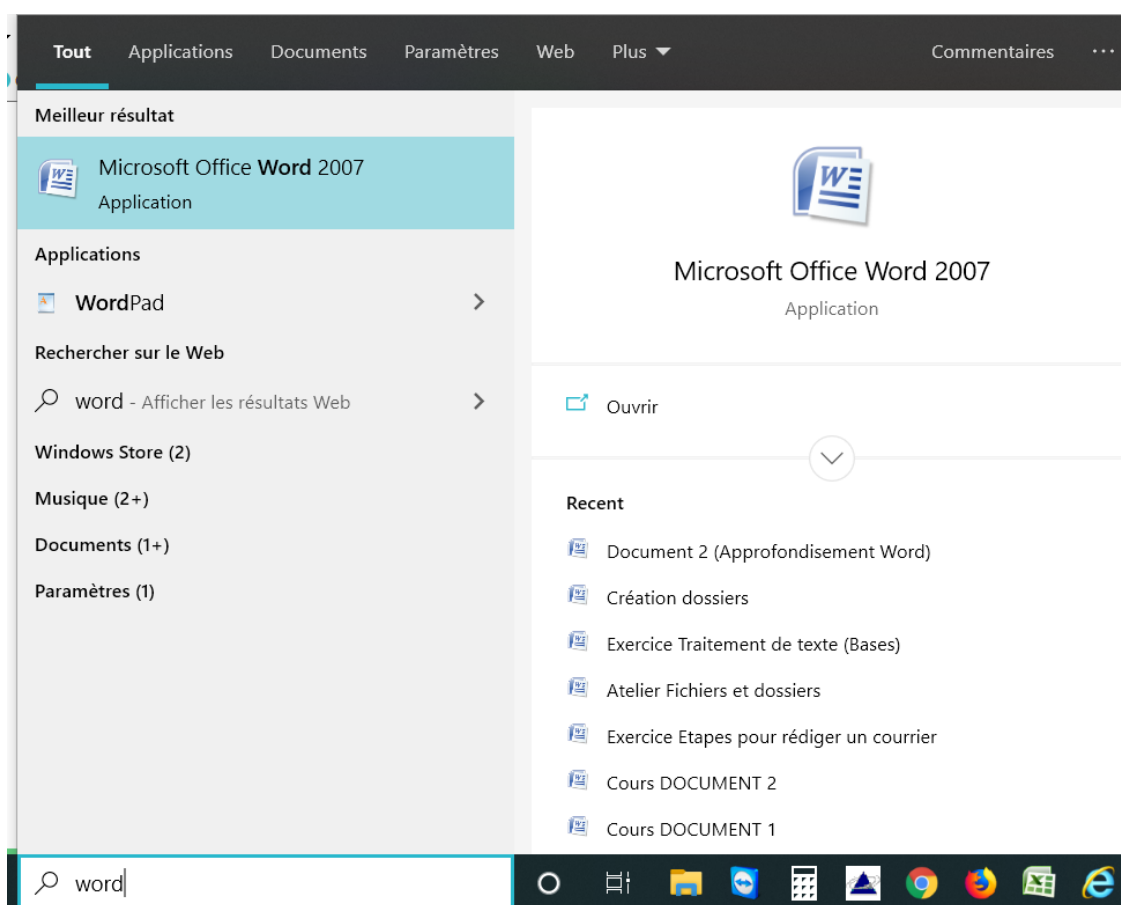 Tout Applications Documents Paramètres Web Plus Commentaires ...
Meilleur résultat
Microsoft Office Word 2007
Application
Applications
WordPad
Rechercher sur le Web
word - Afficher les résultats Web
Windows Store (2)
Musique (2+)
Documents (1+)
Paramètres (1)
Microsoft Office Word 2007
Application
Ouvrir
Recent
Document 2 (Approfondisement Word)
Création dossiers
Exercice Traitement de texte (Bases)
Atelier Fichiers et dossiers
Exercice Etapes pour rédiger un courrier
Cours DOCUMENT 2
Cours DOCUMENT 1
word